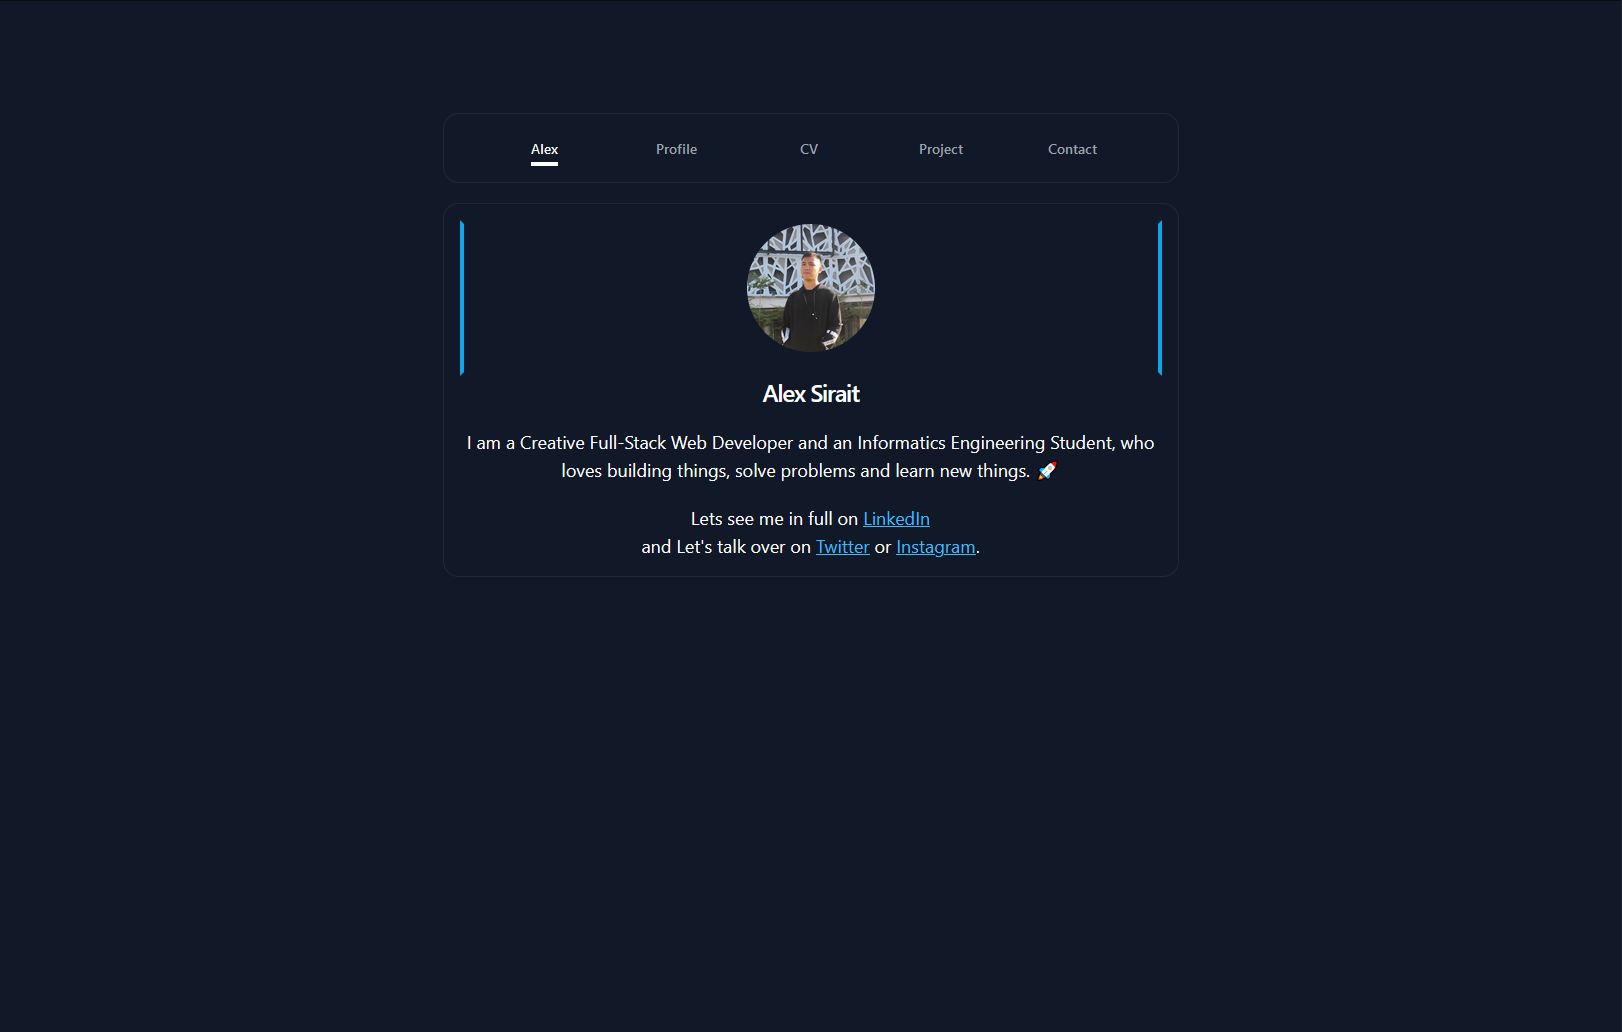 Alex Profile CV Project Contact
Alex Sirait
I am a Creative Full-Stack Web Developer and an Informatics Engineering Student, who
loves building things, solve problems and learn new things. 🚀
Lets see me in full on LinkedIn
and Let's talk over on Twitter or Instagram.